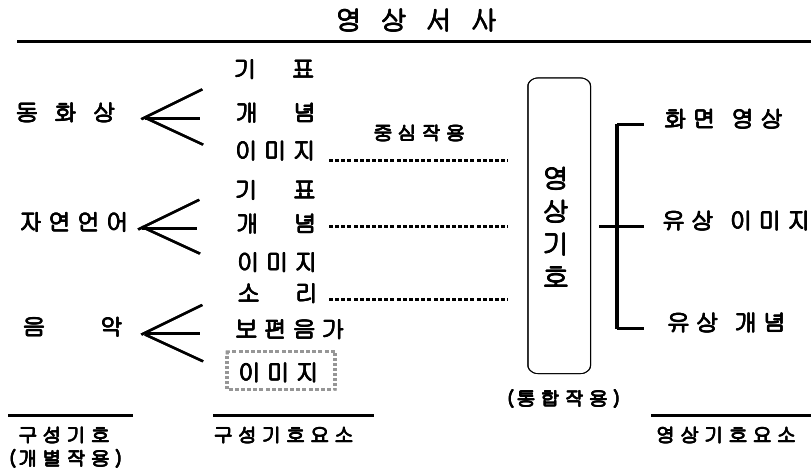 영 상 서 사
기 표
동 화 상
개 념
이 미 지
중심작용
기 표
자연언어
개 념
이 미 지
소 리
음 악
보편음가
이 미 지
영상기호
(통합작용)
화면 영상
유상 이미지
유상 개념
구성기호
(개별작용)
구성기호요소
영상기호요소